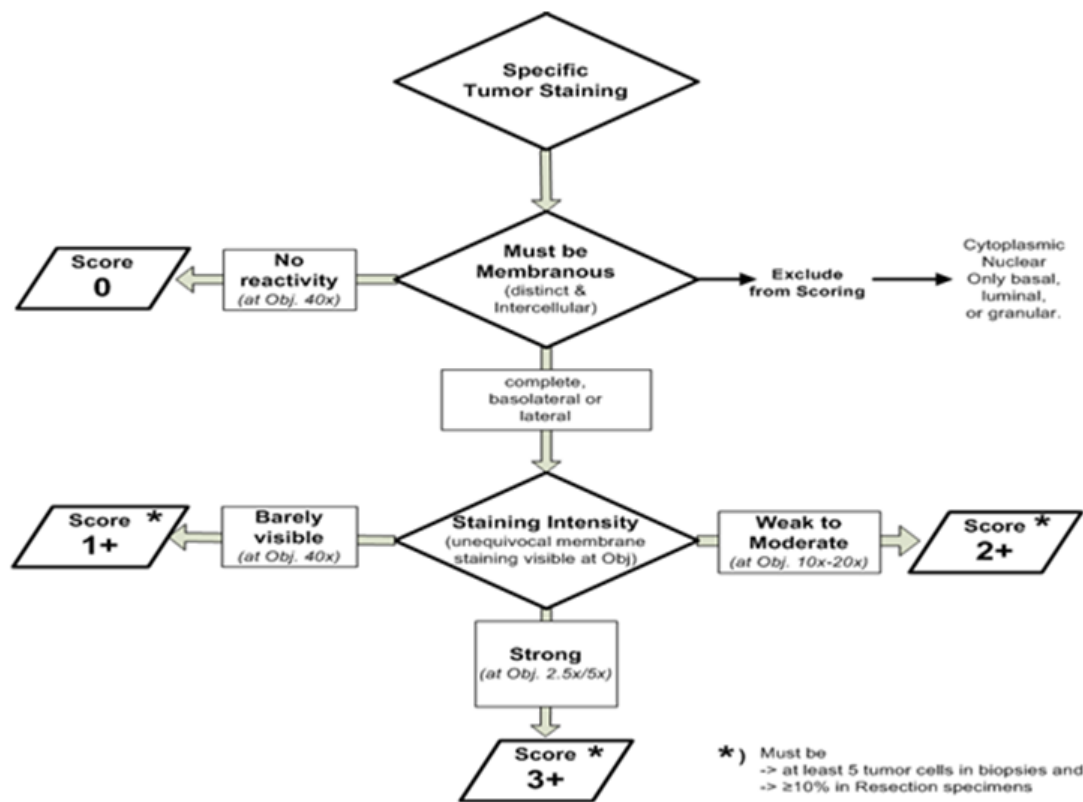 Specific
Tumor Staining
Score
0
No
reactivity
(at Obj. 40x)
Must be
Membranous
(distinct &
Intercellular)
Exclude
from Scoring
Cytoplasmic
Nuclear
Only basal,
luminal,
or granular.
complete,
basolateral or
lateral
Score *
1+
Barely
visible
(at Obj. 40x)
Staining Intensity
(unequivocal membrane
staining visible at Obj)
Weak to
Moderate
(at Obj. 10x-20x)
Score *
2+
Strong
(at Obj. 2.5x/5x)
Score *
3+
*) Must be
-> at least 5 tumor cells in biopsies and
-> ≥10% in Resection specimens